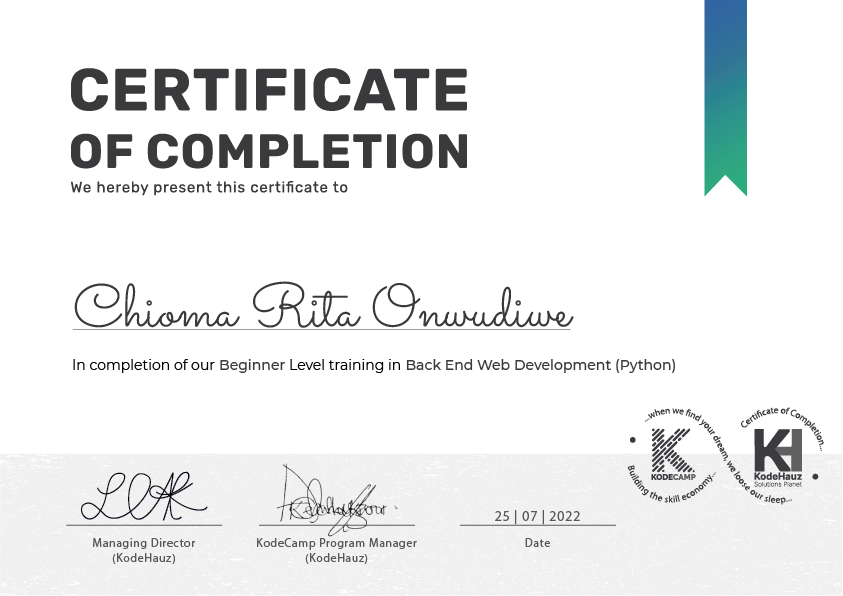 CERTIFICATE
OF COMPLETION
We hereby present this certificate to
Chioma Rita Onwudiwe
In completion of our Beginner Level training in Back End Web Development (Python)
...when we find your dream, we loose our sleep...
Certificate of Completion...
KODECAMP
KH
KodeHauz
Solutions Planet
Building the skill economy...
25 | 07 | 2022
Managing Director
(KodeHauz)
KodeCamp Program Manager
(KodeHauz)
Date